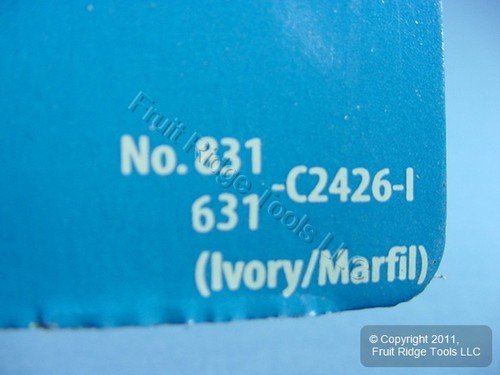 No. 831
631 -C2426-I
(Ivory/Marfil)
Fruit Ridge Tools LLC
© Copyright 2011,
Fruit Ridge Tools LLC